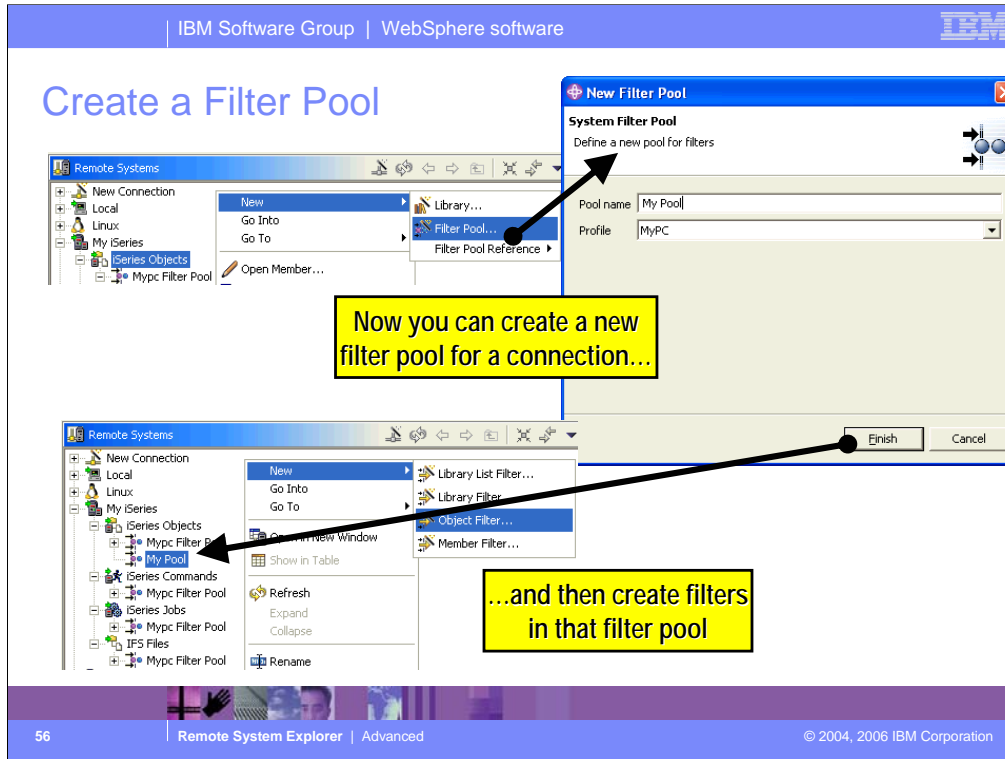 IBM Software Group | WebSphere software
IBM
Create a Filter Pool
Remote Systems
New Connection
Local
Linux
My iSeries
iSeries Objects
Mypc Filter Pool
New
Go Into
Go To
Open Member...
Library...
Filter Pool...
Filter Pool Reference
New Filter Pool
System Filter Pool
Define a new pool for filters
Pool name
My Pool
Profile
MyPC
Finish
Cancel
Now you can create a new
filter pool for a connection...
Remote Systems
New Connection
Local
Linux
My iSeries
iSeries Objects
Mypc Filter
My Pool
iSeries Commands
Mypc Filter Pool
iSeries Jobs
Mypc Filter Pool
IFS Files
Mypc Filter Pool
New
Go Into
Go To
Open in New Window
Show in Table
Refresh
Expand
Collapse
Rename
Library List Filter...
Library Filter
Object Filter...
Member Filter...
...and then create filters
in that filter pool
56
Remote System Explorer | Advanced
© 2004, 2006 IBM Corporation